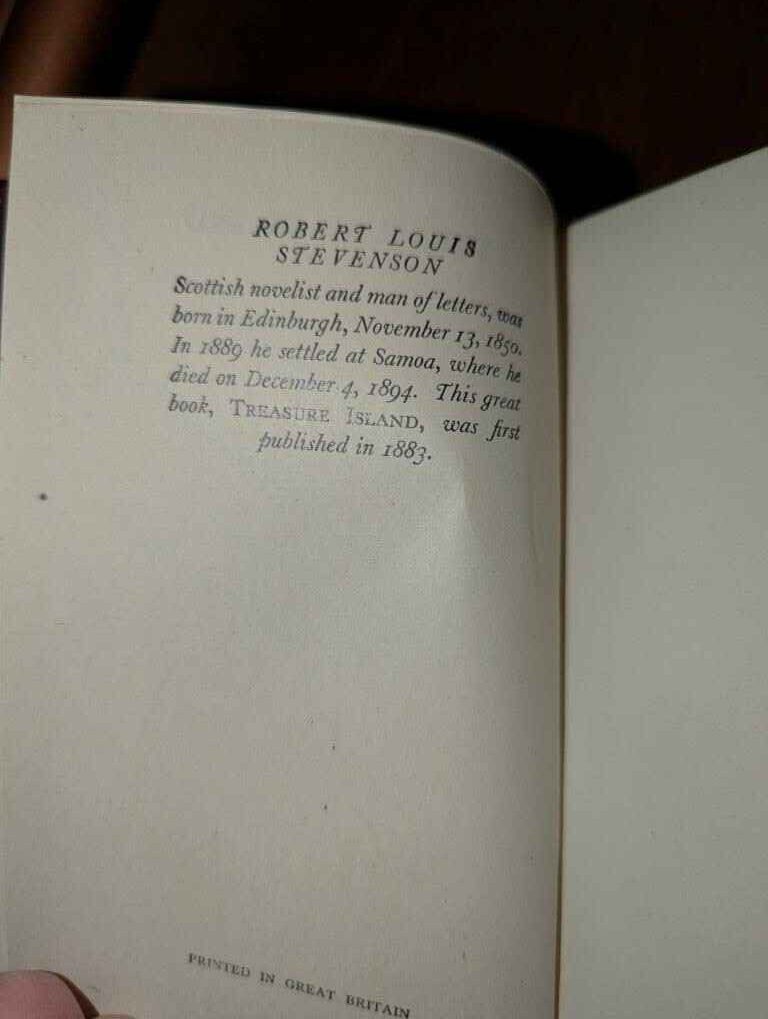 ROBERT LOUIS
STEVENSON
Scottish novelist and man of letters, was
born in Edinburgh, November 13, 1850.
In 1889 he settled at Samoa, where he
died on December 4, 1894. This great
book, TREASURE ISLAND, was first
published in 1883.
PRINTED IN GREAT BRITAIN